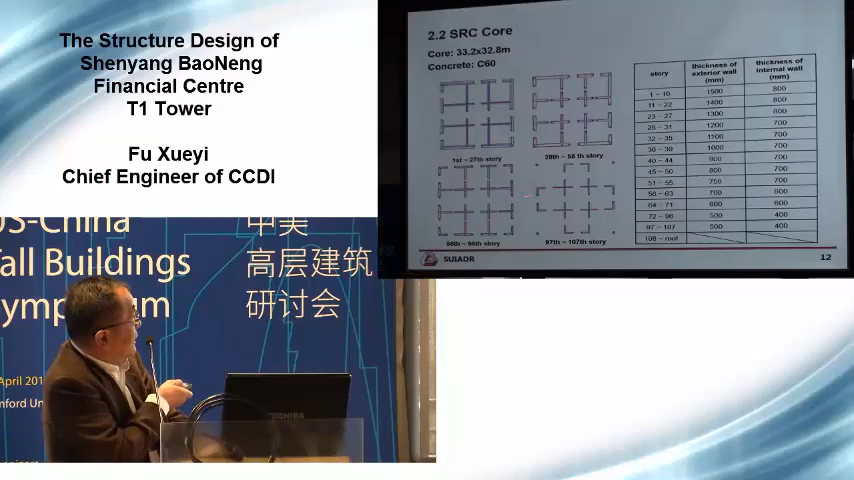 The Structure Design of
Shenyang BaoNeng
Financial Centre
T1 Tower
Fu Xueyi
Chief Engineer of CCDI
2.2 SRC Core
Core: 33.2x32.8m
Concrete: C60
1st~27th story
28th~56 th story
97th~107th story
story thickness of exterior wall (mm) thickness of internal wall (mm)
1 ~ 10 1500 800
11 ~ 22 1400 800
23 ~ 27 1300 800
28 ~ 31 1200 700
32 ~ 35 1100 700
36 ~ 39 1000 700
40 ~ 44 900 700
45 ~ 50 800 700
51 ~ 55 750 700
56 ~ 63 700 600
64 ~ 71 600 600
72 ~ 96 500 400
97 ~ 107 500 400
108 ~ roof
SUIADR
12
US-China
Tall Buildings
Symposium
中美
高层建筑
研讨会
April 201
nford Un
TOSHIBA